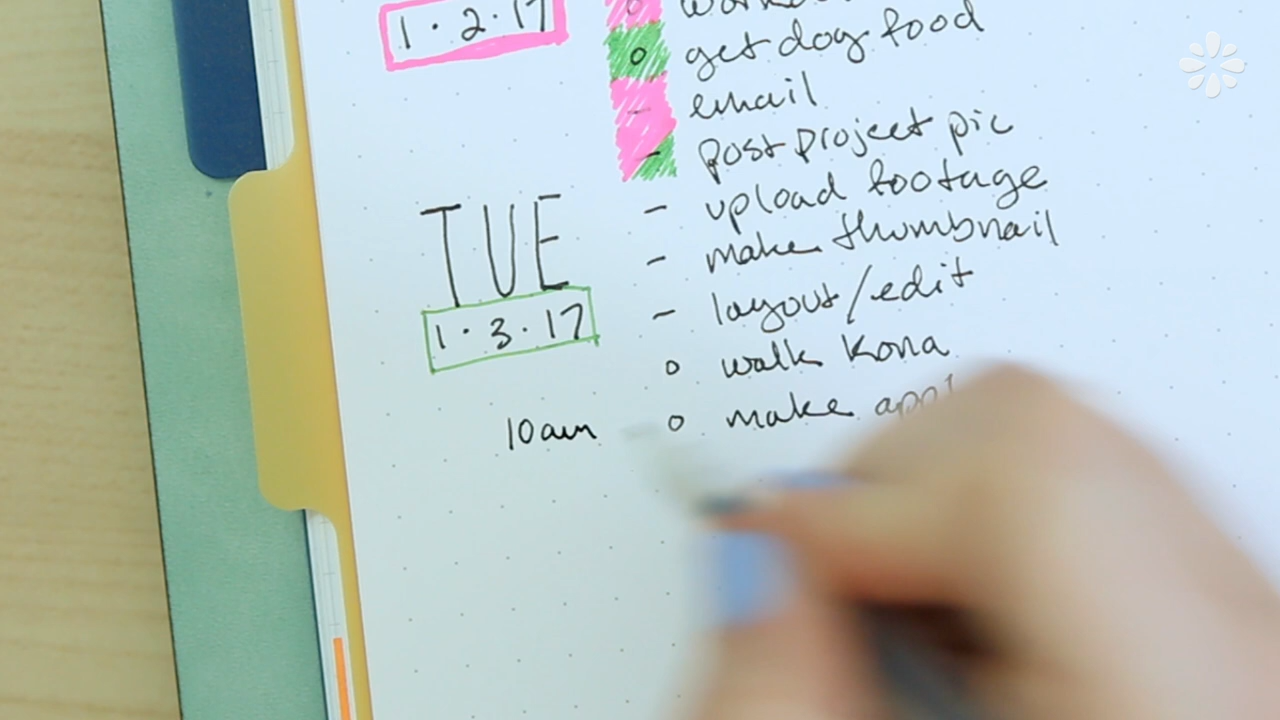 1·2·17
o get dog food
- email
- post project pic
TUE
- upload footage
- make thumbnail
1·3·17
- layout/edit
o walk Kona
10am o make